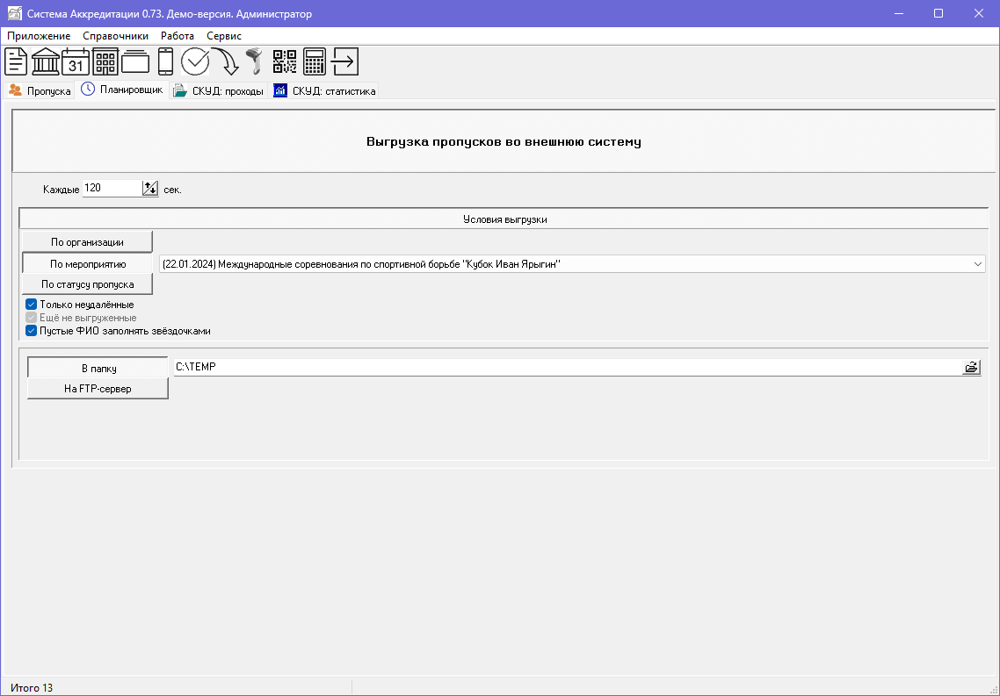 Система Аккредитации 0.73. Демо-версия. Администратор
Приложение Справочники Работа Сервис
31
Пропуска Планировщик СКУД: проходы СКУД: статистика
Выгрузка пропусков во внешнюю систему
Каждые 120 сек.
Условия выгрузки
По организации
По мероприятию (22.01.2024) Международные соревнования по спортивной борьбе "Кубок Иван Ярыгин"
По статусу пропуска
Только неудалённые
Ещё не выгруженные
Пустые ФИО заполнять звёздочками
В папку C:\TEMP
На FTP-сервер
Итого 13